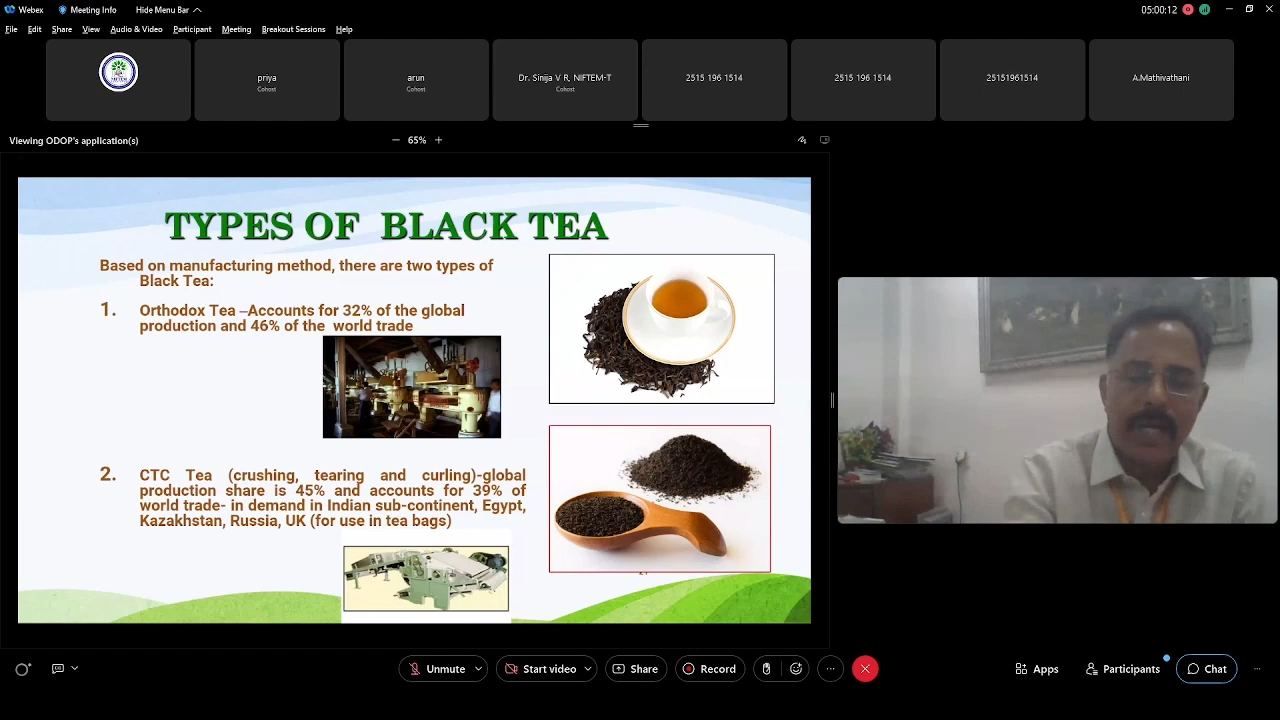 Webex
Meeting Info
Hide Menu Bar
05:00:12
File Edit Share View Audio & Video Participant Meeting Breakout Sessions Help
priya
Cohost
arun
Cohost
Dr. Sinija V R, NIFTEM-T
Cohost
2515 196 1514
2515 196 1514
25151961514
A.Mathivathani
Viewing ODOP's application(s)
65%
TYPES OF BLACK TEA
Based on manufacturing method, there are two types of
Black Tea:
1. Orthodox Tea –Accounts for 32% of the global
production and 46% of the world trade
2. CTC Tea (crushing, tearing and curling)-global
production share is 45% and accounts for 39% of
world trade- in demand in Indian sub-continent, Egypt,
Kazakhstan, Russia, UK (for use in tea bags)
Unmute
Start video
Share
Record
Apps
Participants
Chat